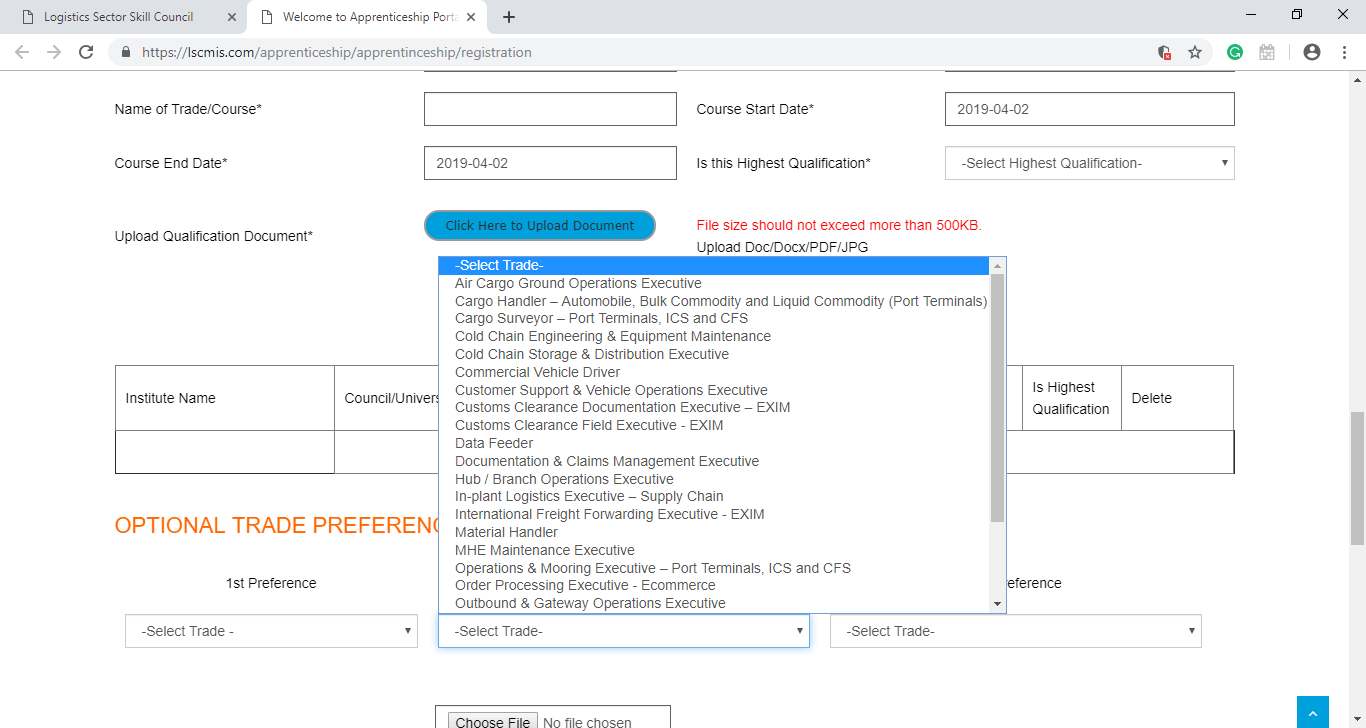 Logistics Sector Skill Council
Welcome to Apprenticeship Porta
https://lscmis.com/apprenticeship/apprentinceship/registration
Name of Trade/Course*
Course Start Date*
2019-04-02
Course End Date*
2019-04-02
Is this Highest Qualification*
-Select Highest Qualification-
Upload Qualification Document*
Click Here to Upload Document
File size should not exceed more than 500KB.
Upload Doc/Docx/PDF/JPG
-Select Trade-
Air Cargo Ground Operations Executive
Cargo Handler – Automobile, Bulk Commodity and Liquid Commodity (Port Terminals)
Cargo Surveyor – Port Terminals, ICS and CFS
Cold Chain Engineering & Equipment Maintenance
Cold Chain Storage & Distribution Executive
Commercial Vehicle Driver
Customer Support & Vehicle Operations Executive
Customs Clearance Documentation Executive – EXIM
Customs Clearance Field Executive - EXIM
Data Feeder
Documentation & Claims Management Executive
Hub / Branch Operations Executive
In-plant Logistics Executive – Supply Chain
International Freight Forwarding Executive - EXIM
Material Handler
MHE Maintenance Executive
Operations & Mooring Executive – Port Terminals, ICS and CFS
Order Processing Executive - Ecommerce
Outbound & Gateway Operations Executive
Institute Name
Council/Univers
Is Highest
Qualification
Delete
OPTIONAL TRADE PREFERENC
1st Preference
eference
-Select Trade -
-Select Trade-
-Select Trade-
Choose File No file chosen